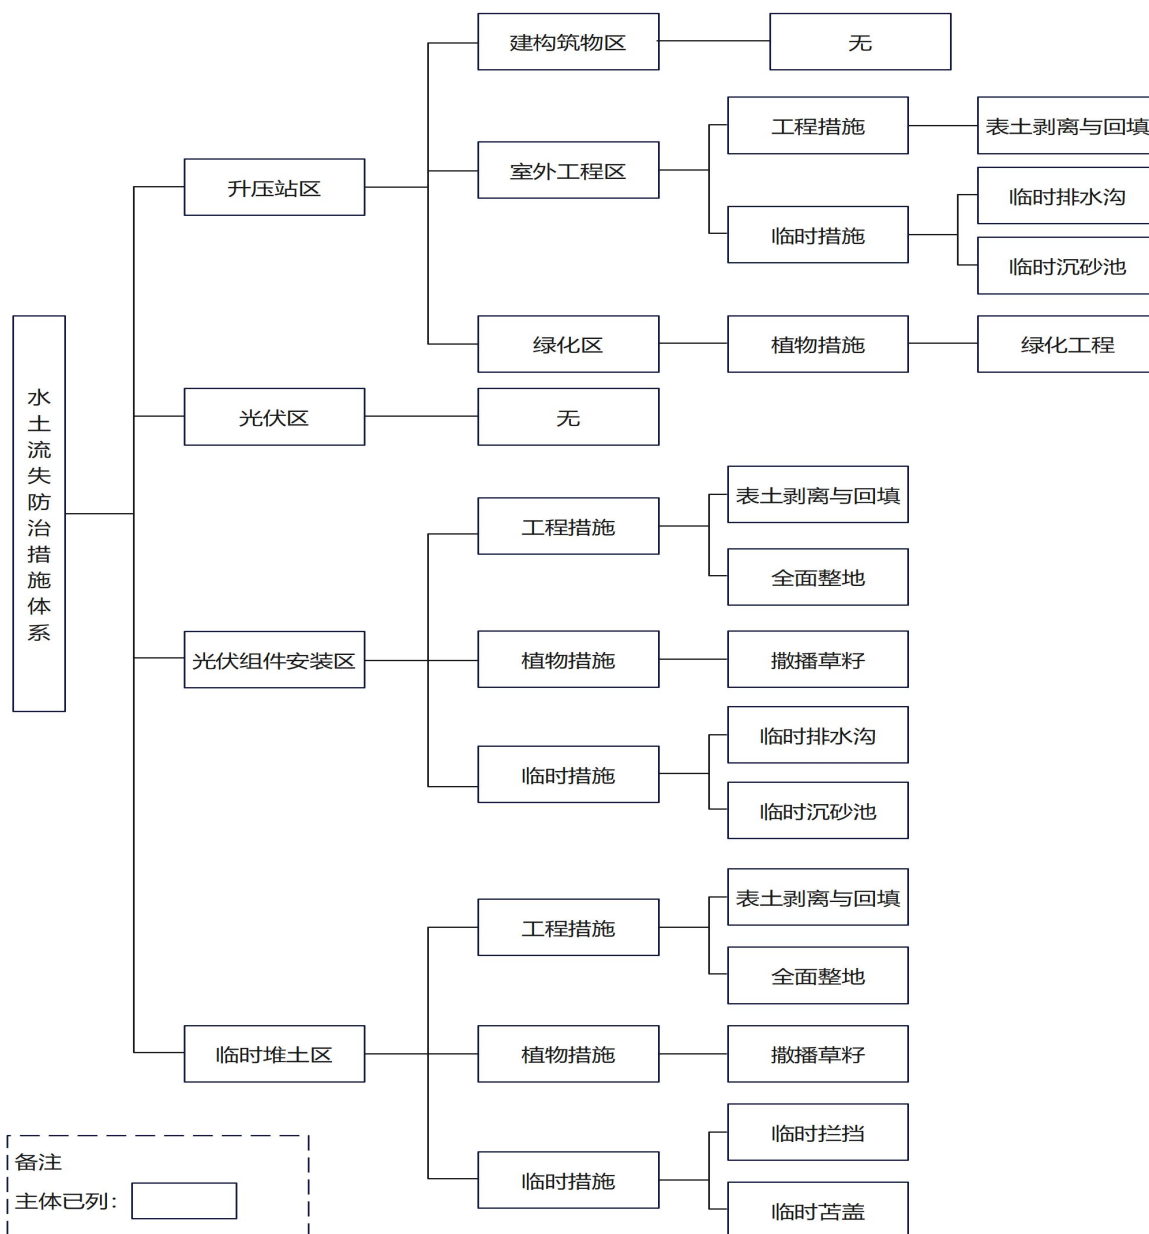 水土流失防治措施体系
升压站区
建构筑物区
无
室外工程区
工程措施
表土剥离与回填
临时措施
临时排水沟
临时沉砂池
绿化区
植物措施
绿化工程
光伏区
无
光伏组件安装区
工程措施
表土剥离与回填
全面整地
植物措施
撒播草籽
临时措施
临时排水沟
临时沉砂池
临时堆土区
工程措施
表土剥离与回填
全面整地
植物措施
撒播草籽
临时措施
临时拦挡
临时苫盖
备注
主体已列：